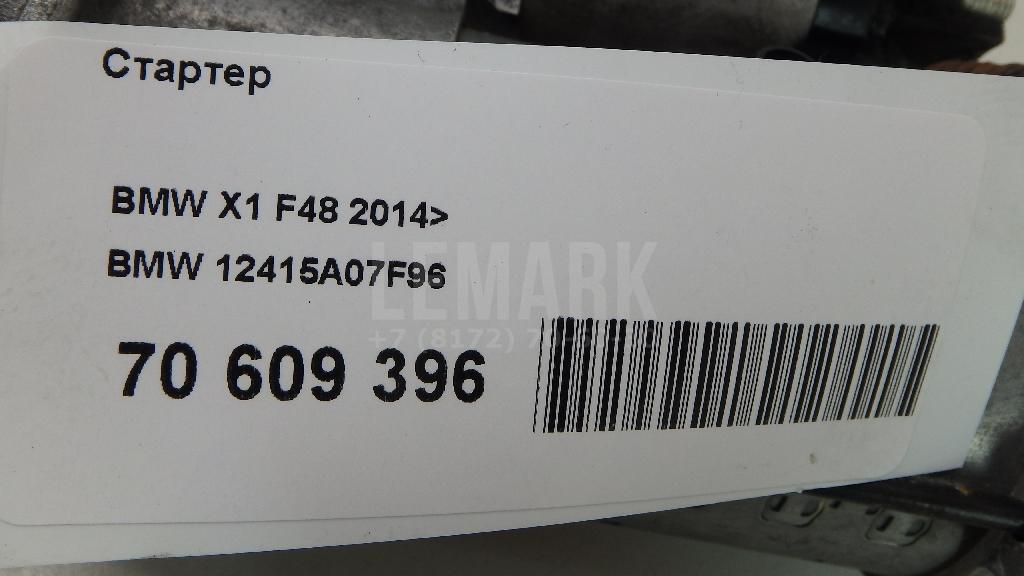 Стартер
BMW X1 F48 2014>
BMW 12415A07F96
LEMARK
+7 (8172)
70 609 396